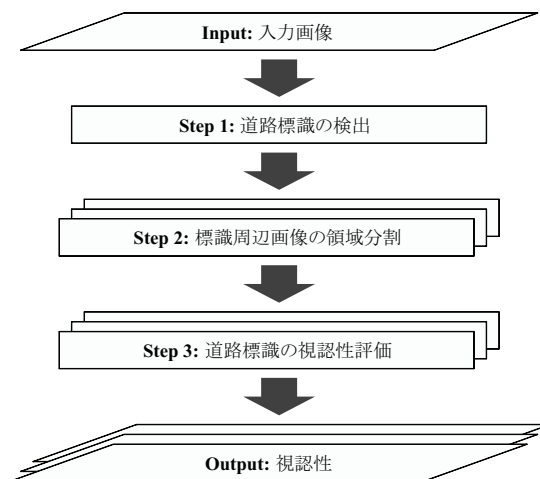 Input: 入力画像
Step 1: 道路標識の検出
Step 2: 標識周辺画像の領域分割
Step 3: 道路標識の視認性評価
Output: 視認性